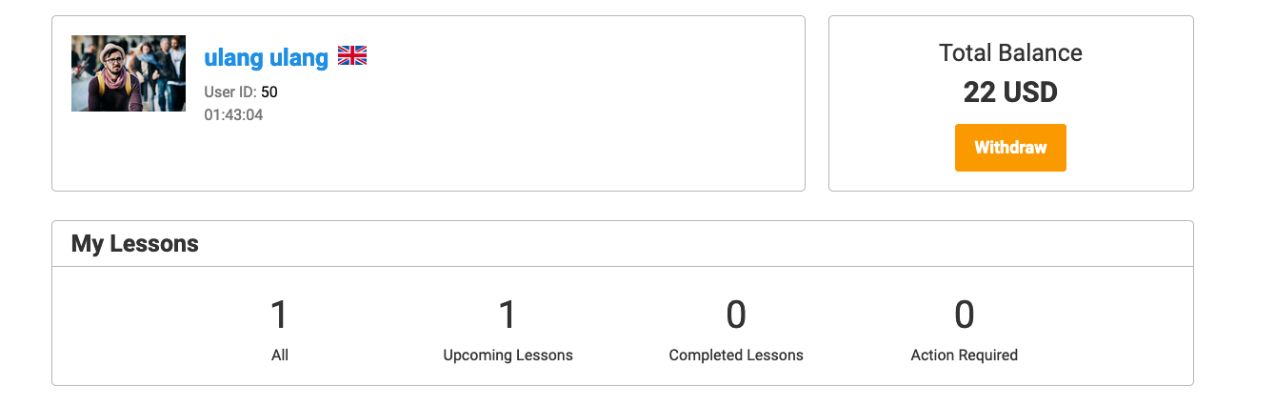 ulang ulang
User ID: 50
01:43:04
Total Balance
22 USD
Withdraw
My Lessons
1
All
1
Upcoming Lessons
0
Completed Lessons
0
Action Required